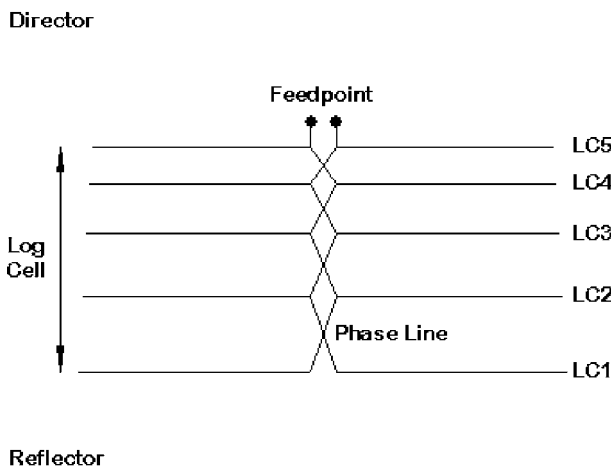 Director
Feedpoint
LC5
LC4
Log
Cell
LC3
LC2
Phase Line
LC1
Reflector